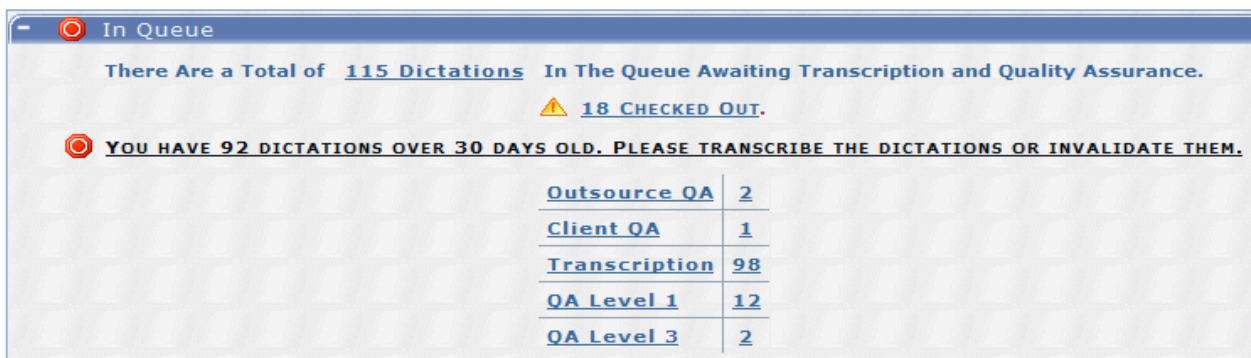 In Queue
There Are a Total of 115 Dictations In The Queue Awaiting Transcription and Quality Assurance.
18 Checked Out.
You have 92 dictations over 30 days old. Please transcribe the dictations or invalidate them.
Outsource QA 2
Client QA 1
Transcription 98
QA Level 1 12
QA Level 3 2